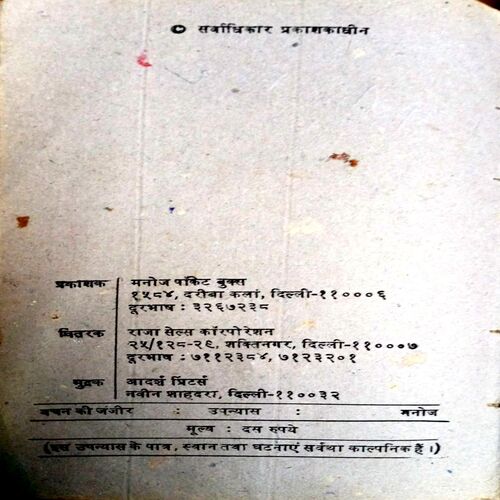 © सर्वाधिकार प्रकाशकाधीन
प्रकाशक मनोज पॉकेट बुक्स
१५८४, दरीबा कलां, दिल्ली-११०००६
दूरभाष : ३२६७२३८
वितरक राजा सेल्स कॉरपोरेशन
२५/१२८-२९, शक्तिनगर, दिल्ली-११०००७
दूरभाष : ७११२३८४, ७१२३२०१
मुद्रक आदर्श प्रिंटर्स
नवीन शाहदरा, दिल्ली-११००३२
बचन की जंजीर : उपन्यास : मनोज
मूल्य : दस रुपये
(इस उपन्यास के पात्र, स्थान तथा घटनाएं सर्वथा काल्पनिक हैं।)